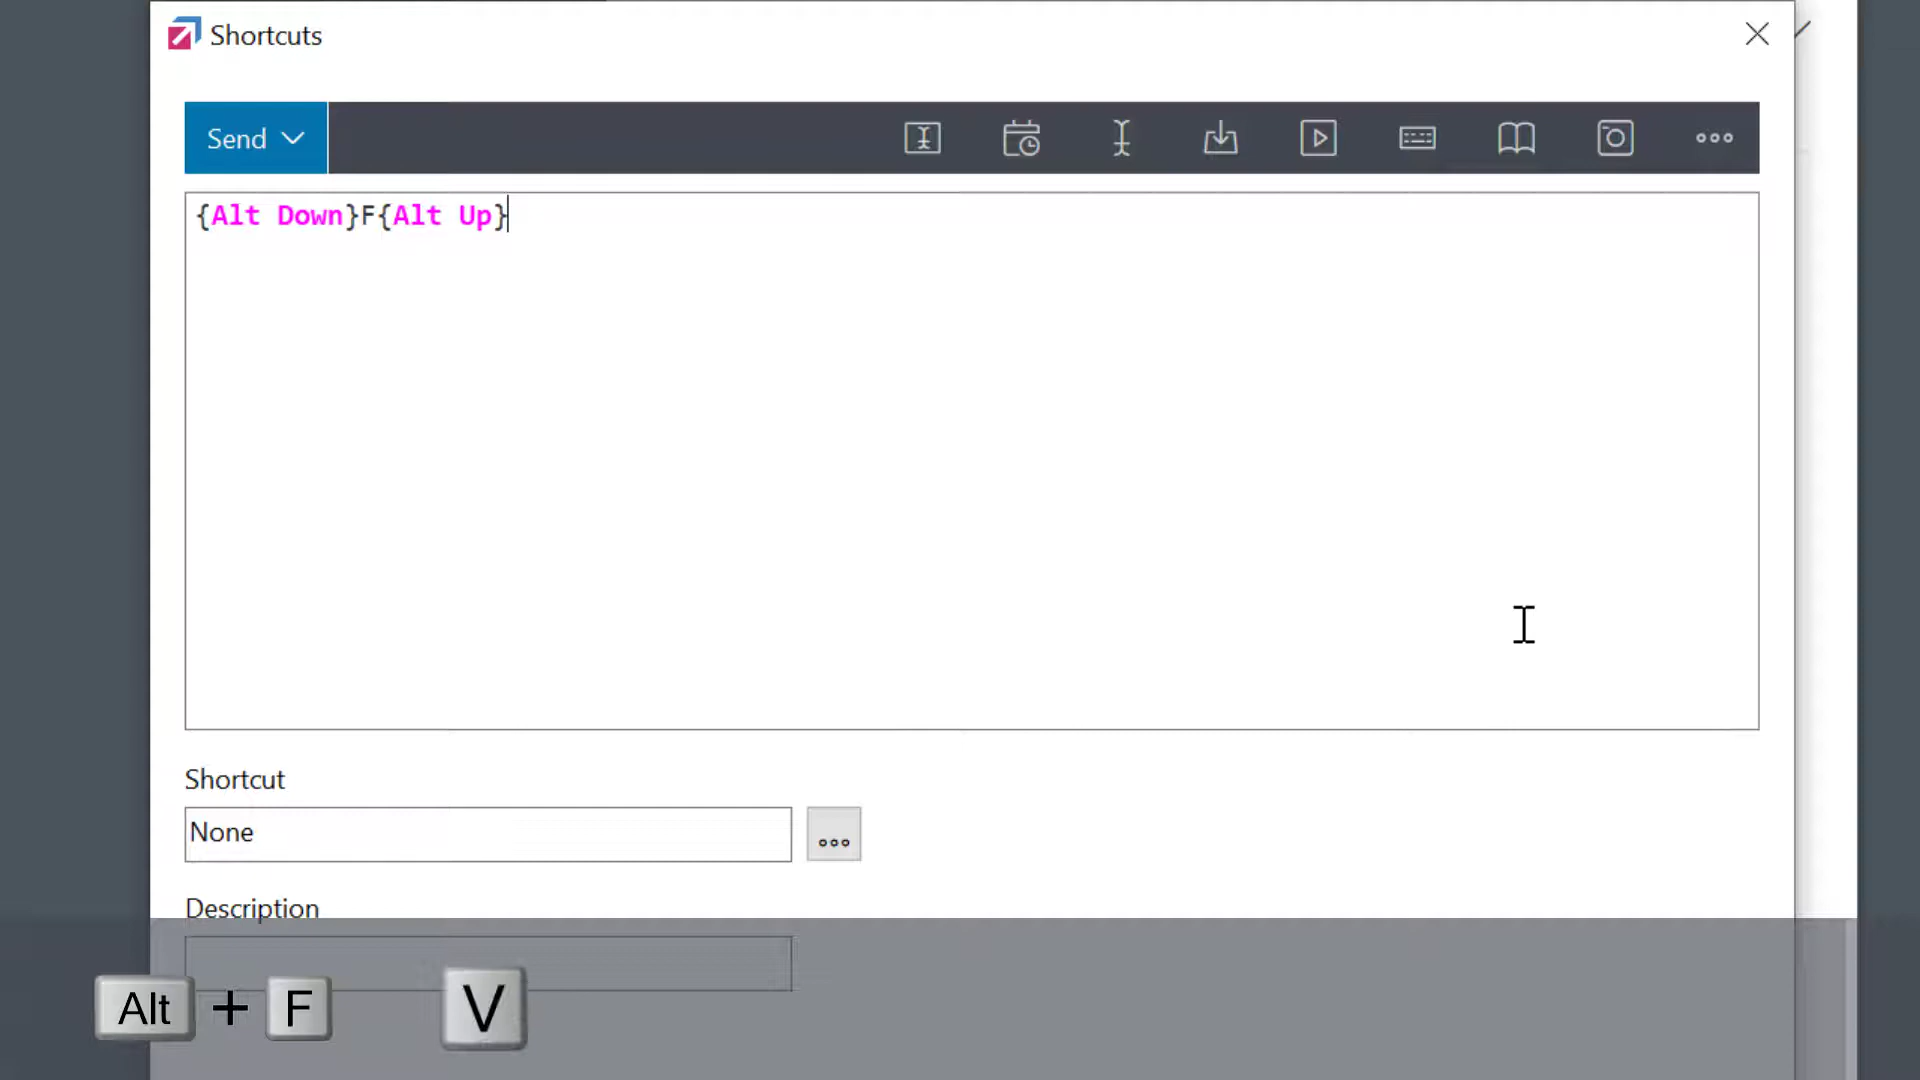 Shortcuts
Send
{Alt Down}F{Alt Up}
Shortcut
None
Description
Alt + F V